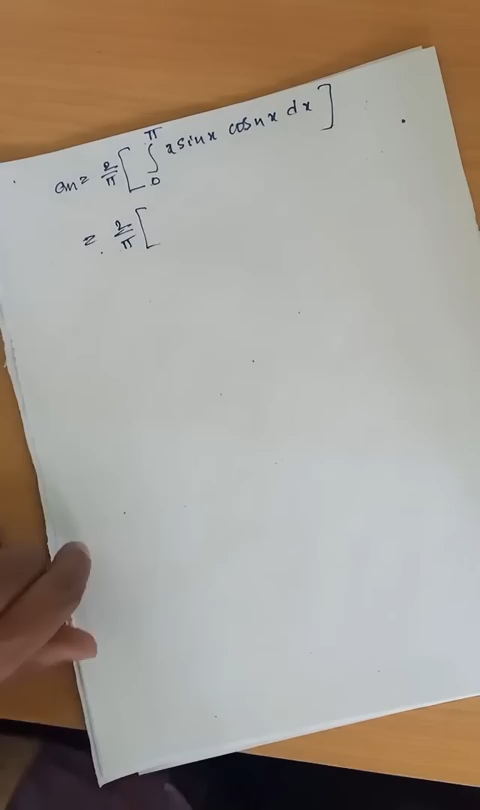 an = 2/π [ ∫₀^π x sinx cosnx dx ]
= 2/π [